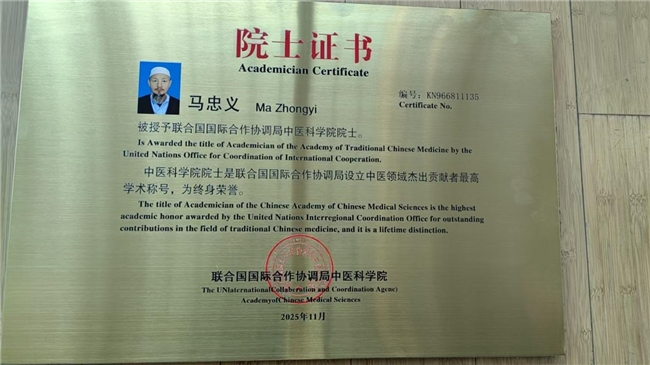 院士证书
Academician Certificate
马忠义 Ma Zhongyi
编号：KN966811135
Certificate No.
被授予联合国国际合作协调局中医科学院院士。
Is Awarded the title of Academician of the Academy of Traditional Chinese Medicine by the
United Nations Office for Coordination of International Cooperation.
中医科学院院士是联合国国际合作协调局设立中医领域杰出贡献者最高
学术称号，为终身荣誉。
The title of Academician of the Chinese Academy of Chinese Medical Sciences is the highest
academic honor awarded by the United Nations Interregional Coordination Office for outstanding
contributions in the field of traditional Chinese medicine, and it is a lifetime distinction.
联合国国际合作协调局中医科学院
The UNInternationalCollaberation and Coordination Agcnc)
AcademyofChinese Medical Sciences
2025年11月